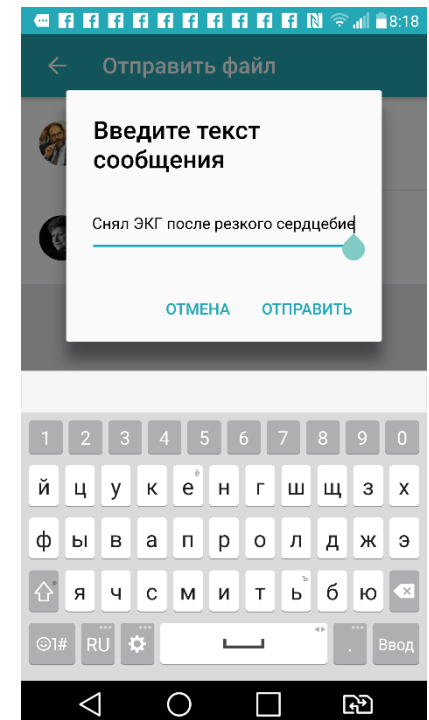 8:18
Отправить файл
Введите текст
сообщения
Снял ЭКГ после резкого сердцебие
ОТМЕНА ОТПРАВИТЬ
1 2 3 4 5 6 7 8 9 0
й ц у к е ё н г ш щ з х
ф ы в а п р о л д ж э
я ч с м и т ь ъ б ю
☺1# RU . Ввод